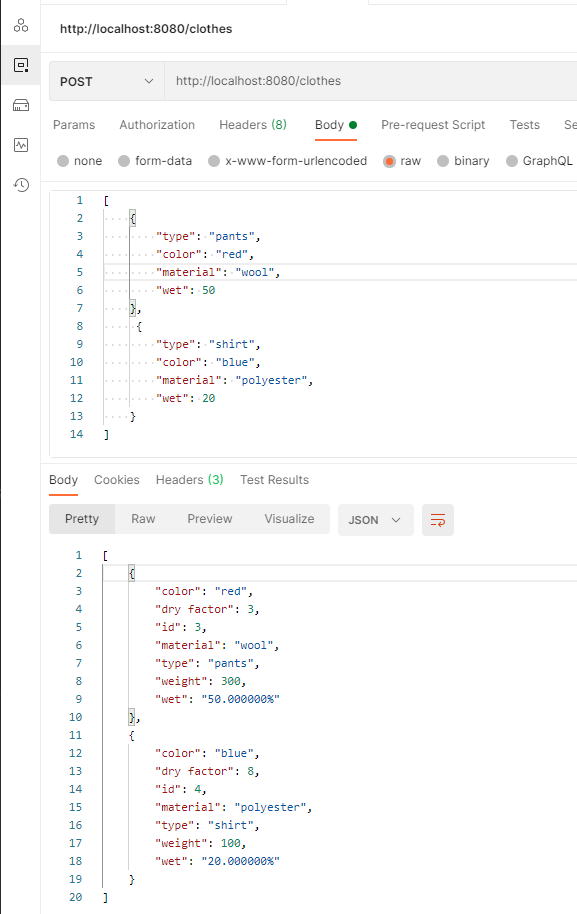 http://localhost:8080/clothes
POST http://localhost:8080/clothes
Params Authorization Headers (8) Body Pre-request Script Tests Se
none form-data x-www-form-urlencoded raw binary GraphQL
1 [
2 {
3 "type": "pants",
4 "color": "red",
5 "material": "wool",
6 "wet": 50
7 },
8 {
9 "type": "shirt",
10 "color": "blue",
11 "material": "polyester",
12 "wet": 20
13 }
14 ]
Body Cookies Headers (3) Test Results
Pretty Raw Preview Visualize JSON
1 [
2 {
3 "color": "red",
4 "dry factor": 3,
5 "id": 3,
6 "material": "wool",
7 "type": "pants",
8 "weight": 300,
9 "wet": "50.000000%"
10 },
11 {
12 "color": "blue",
13 "dry factor": 8,
14 "id": 4,
15 "material": "polyester",
16 "type": "shirt",
17 "weight": 100,
18 "wet": "20.000000%"
19 }
20 ]